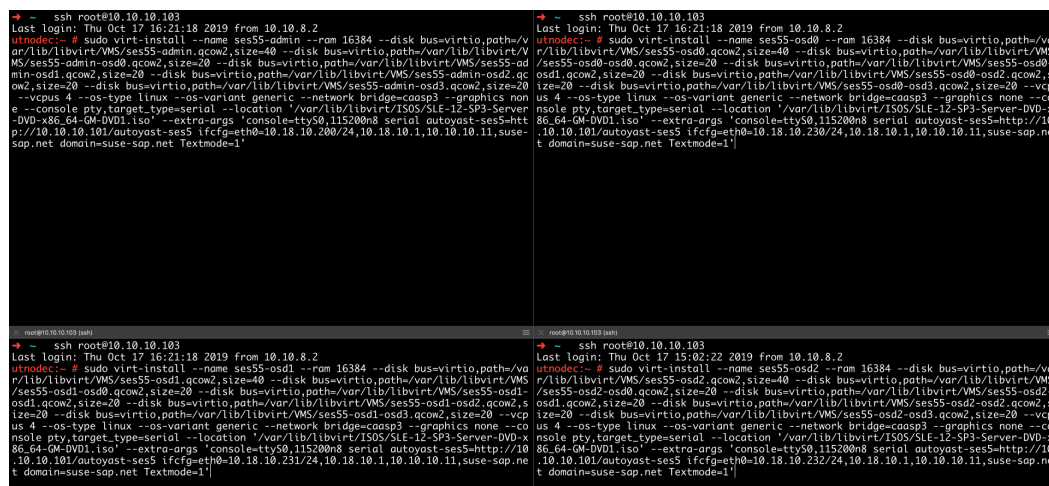 ➜ ~ ssh root@10.10.10.103
Last login: Thu Oct 17 16:21:18 2019 from 10.10.8.2
utnodec:~ # sudo virt-install --name ses55-admin --ram 16384 --disk bus=virtio,path=/v
ar/lib/libvirt/VMS/ses55-admin.qcow2,size=40 --disk bus=virtio,path=/var/lib/libvirt/V
MS/ses55-admin-osd0.qcow2,size=20 --disk bus=virtio,path=/var/lib/libvirt/VMS/ses55-ad
min-osd1.qcow2,size=20 --disk bus=virtio,path=/var/lib/libvirt/VMS/ses55-admin-osd2.qc
ow2,size=20 --disk bus=virtio,path=/var/lib/libvirt/VMS/ses55-admin-osd3.qcow2,size=20
--vcpus 4 --os-type linux --os-variant generic --network bridge=caasp3 --graphics non
e --console pty,target_type=serial --location '/var/lib/libvirt/ISOS/SLE-12-SP3-Server
-DVD-x86_64-GM-DVD1.iso' --extra-args 'console=ttyS0,115200n8 serial autoyast-ses5=htt
p://10.10.10.101/autoyast-ses5 ifcfg=eth0=10.18.10.200/24,10.18.10.1,10.10.10.11,suse-
sap.net domain=suse-sap.net Textmode=1'
➜ ~ ssh root@10.10.10.103
Last login: Thu Oct 17 16:21:18 2019 from 10.10.8.2
utnodec:~ # sudo virt-install --name ses55-osd0 --ram 16384 --disk bus=virtio,path=/v
r/lib/libvirt/VMS/ses55-osd0.qcow2,size=40 --disk bus=virtio,path=/var/lib/libvirt/VMS
/ses55-osd0-osd0.qcow2,size=20 --disk bus=virtio,path=/var/lib/libvirt/VMS/ses55-osd0-
osd1.qcow2,size=20 --disk bus=virtio,path=/var/lib/libvirt/VMS/ses55-osd0-osd2.qcow2,s
ize=20 --disk bus=virtio,path=/var/lib/libvirt/VMS/ses55-osd0-osd3.qcow2,size=20 --vcp
us 4 --os-type linux --os-variant generic --network bridge=caasp3 --graphics none --co
nsole pty,target_type=serial --location '/var/lib/libvirt/ISOS/SLE-12-SP3-Server-DVD-x
86_64-GM-DVD1.iso' --extra-args 'console=ttyS0,115200n8 serial autoyast-ses5=http://10
.10.10.101/autoyast-ses5 ifcfg=eth0=10.18.10.230/24,10.18.10.1,10.10.10.11,suse-sap.ne
t domain=suse-sap.net Textmode=1'
root@10.10.10.103 (ssh)
➜ ~ ssh root@10.10.10.103
Last login: Thu Oct 17 16:21:18 2019 from 10.10.8.2
utnodec:~ # sudo virt-install --name ses55-osd1 --ram 16384 --disk bus=virtio,path=/va
r/lib/libvirt/VMS/ses55-osd1.qcow2,size=40 --disk bus=virtio,path=/var/lib/libvirt/VMS
/ses55-osd1-osd0.qcow2,size=20 --disk bus=virtio,path=/var/lib/libvirt/VMS/ses55-osd1-
osd1.qcow2,size=20 --disk bus=virtio,path=/var/lib/libvirt/VMS/ses55-osd1-osd2.qcow2,s
ize=20 --disk bus=virtio,path=/var/lib/libvirt/VMS/ses55-osd1-osd3.qcow2,size=20 --vcp
us 4 --os-type linux --os-variant generic --network bridge=caasp3 --graphics none --co
nsole pty,target_type=serial --location '/var/lib/libvirt/ISOS/SLE-12-SP3-Server-DVD-x
86_64-GM-DVD1.iso' --extra-args 'console=ttyS0,115200n8 serial autoyast-ses5=http://10
.10.10.101/autoyast-ses5 ifcfg=eth0=10.18.10.231/24,10.18.10.1,10.10.10.11,suse-sap.ne
t domain=suse-sap.net Textmode=1'
root@10.10.10.103 (ssh)
➜ ~ ssh root@10.10.10.103
Last login: Thu Oct 17 15:02:22 2019 from 10.10.8.2
utnodec:~ # sudo virt-install --name ses55-osd2 --ram 16384 --disk bus=virtio,path=/v
r/lib/libvirt/VMS/ses55-osd2.qcow2,size=40 --disk bus=virtio,path=/var/lib/libvirt/VMS
/ses55-osd2-osd0.qcow2,size=20 --disk bus=virtio,path=/var/lib/libvirt/VMS/ses55-osd2-
osd1.qcow2,size=20 --disk bus=virtio,path=/var/lib/libvirt/VMS/ses55-osd2-osd2.qcow2,s
ize=20 --disk bus=virtio,path=/var/lib/libvirt/VMS/ses55-osd2-osd3.qcow2,size=20 --vcp
us 4 --os-type linux --os-variant generic --network bridge=caasp3 --graphics none --co
nsole pty,target_type=serial --location '/var/lib/libvirt/ISOS/SLE-12-SP3-Server-DVD-x
86_64-GM-DVD1.iso' --extra-args 'console=ttyS0,115200n8 serial autoyast-ses5=http://10
.10.10.101/autoyast-ses5 ifcfg=eth0=10.18.10.232/24,10.18.10.1,10.10.10.11,suse-sap.ne
t domain=suse-sap.net Textmode=1'